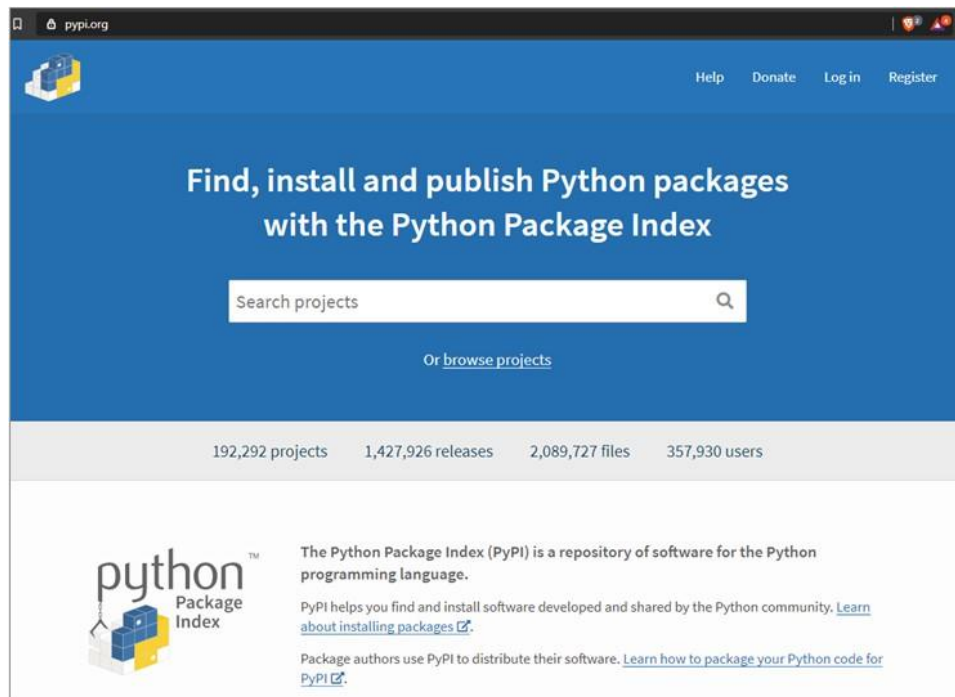 pypi.org
Help Donate Log in Register
Find, install and publish Python packages
with the Python Package Index
Search projects
Or browse projects
192,292 projects 1,427,926 releases 2,089,727 files 357,930 users
python™
Package
Index
The Python Package Index (PyPI) is a repository of software for the Python
programming language.
PyPI helps you find and install software developed and shared by the Python community. Learn
about installing packages.
Package authors use PyPI to distribute their software. Learn how to package your Python code for
PyPI.